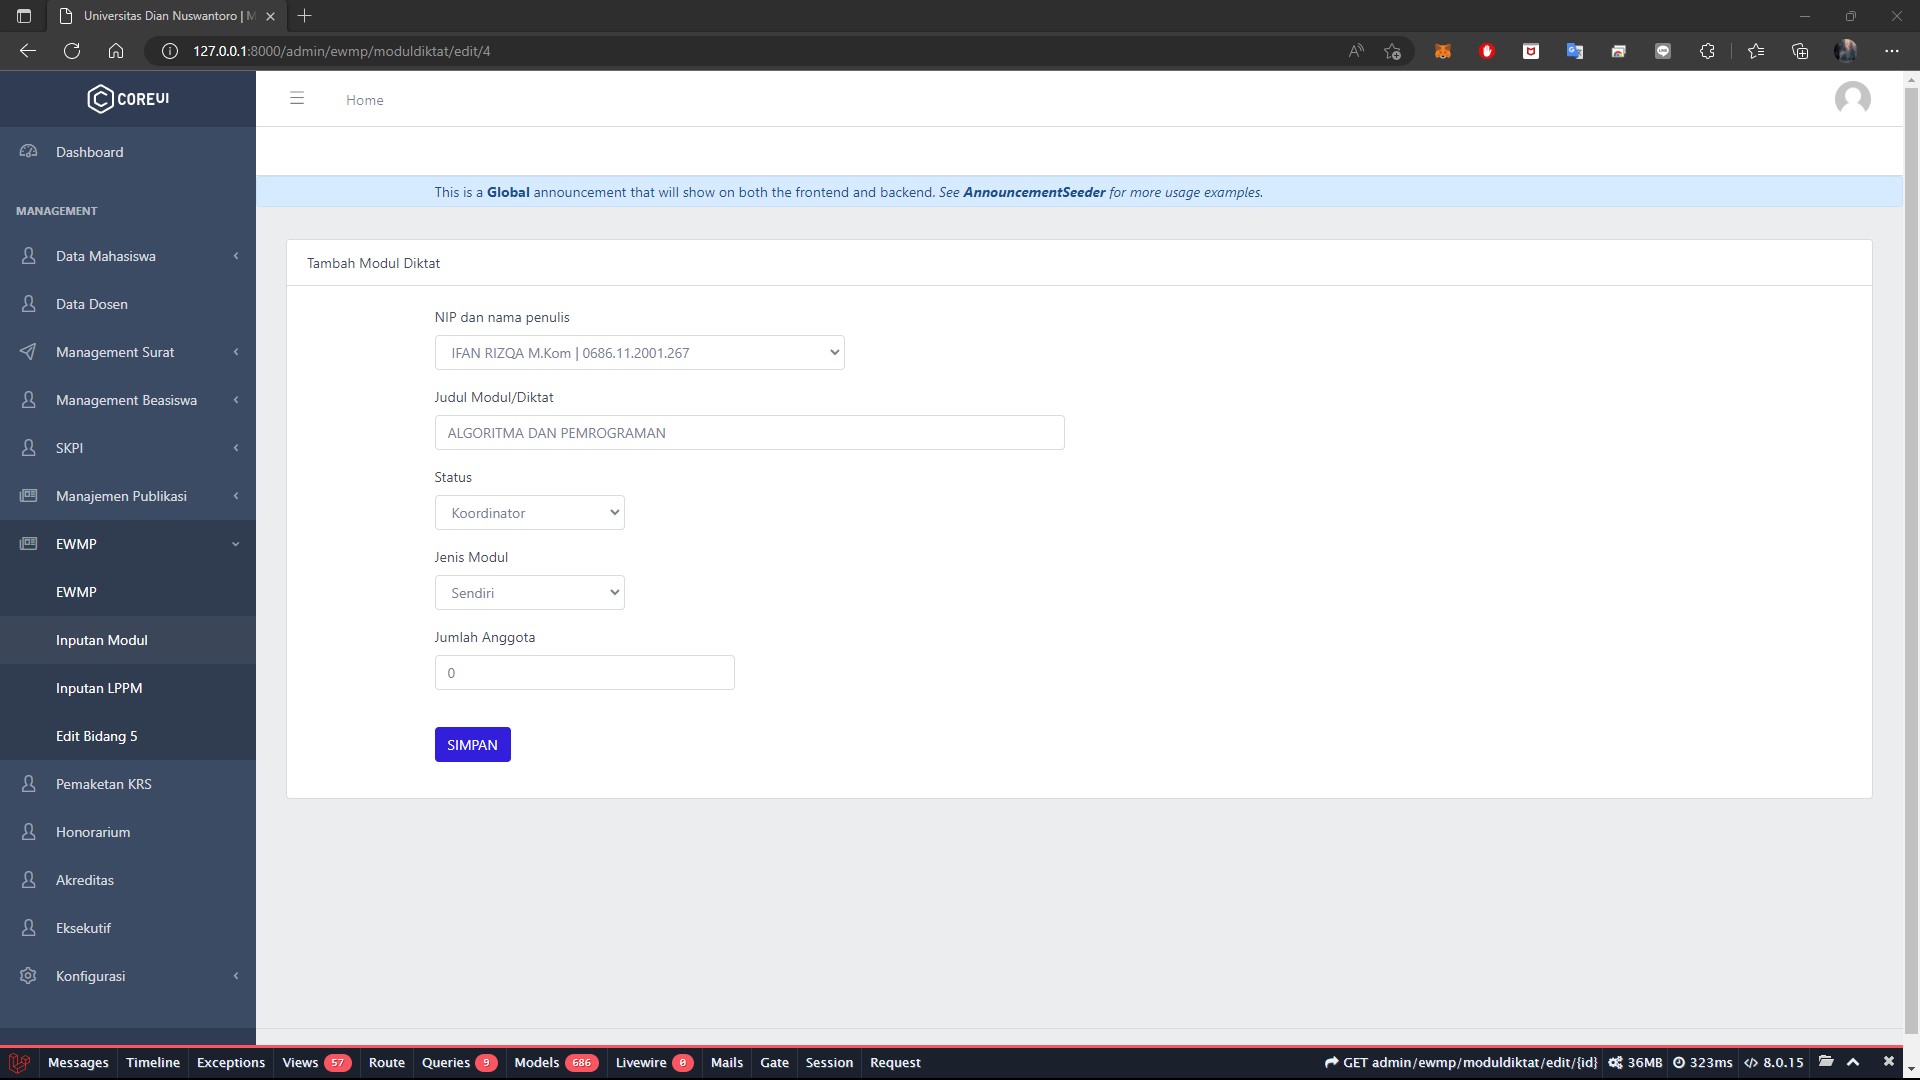 Universitas Dian Nuswantoro | M
127.0.0.1:8000/admin/ewmp/moduldiktat/edit/4
COREUI
Home
Dashboard
This is a Global announcement that will show on both the frontend and backend. See AnnouncementSeeder for more usage examples.
MANAGEMENT
Data Mahasiswa
Data Dosen
Management Surat
Management Beasiswa
SKPI
Manajemen Publikasi
EWMP
EWMP
Inputan Modul
Inputan LPPM
Edit Bidang 5
Pemaketan KRS
Honorarium
Akreditas
Eksekutif
Konfigurasi
Tambah Modul Diktat
NIP dan nama penulis
IFAN RIZQA M.Kom | 0686.11.2001.267
Judul Modul/Diktat
ALGORITMA DAN PEMROGRAMAN
Status
Koordinator
Jenis Modul
Sendiri
Jumlah Anggota
0
SIMPAN
Messages Timeline Exceptions Views 57 Route Queries 9 Models 686 Livewire 0 Mails Gate Session Request GET admin/ewmp/moduldiktat/edit/{id} 36MB 323ms 8.0.15